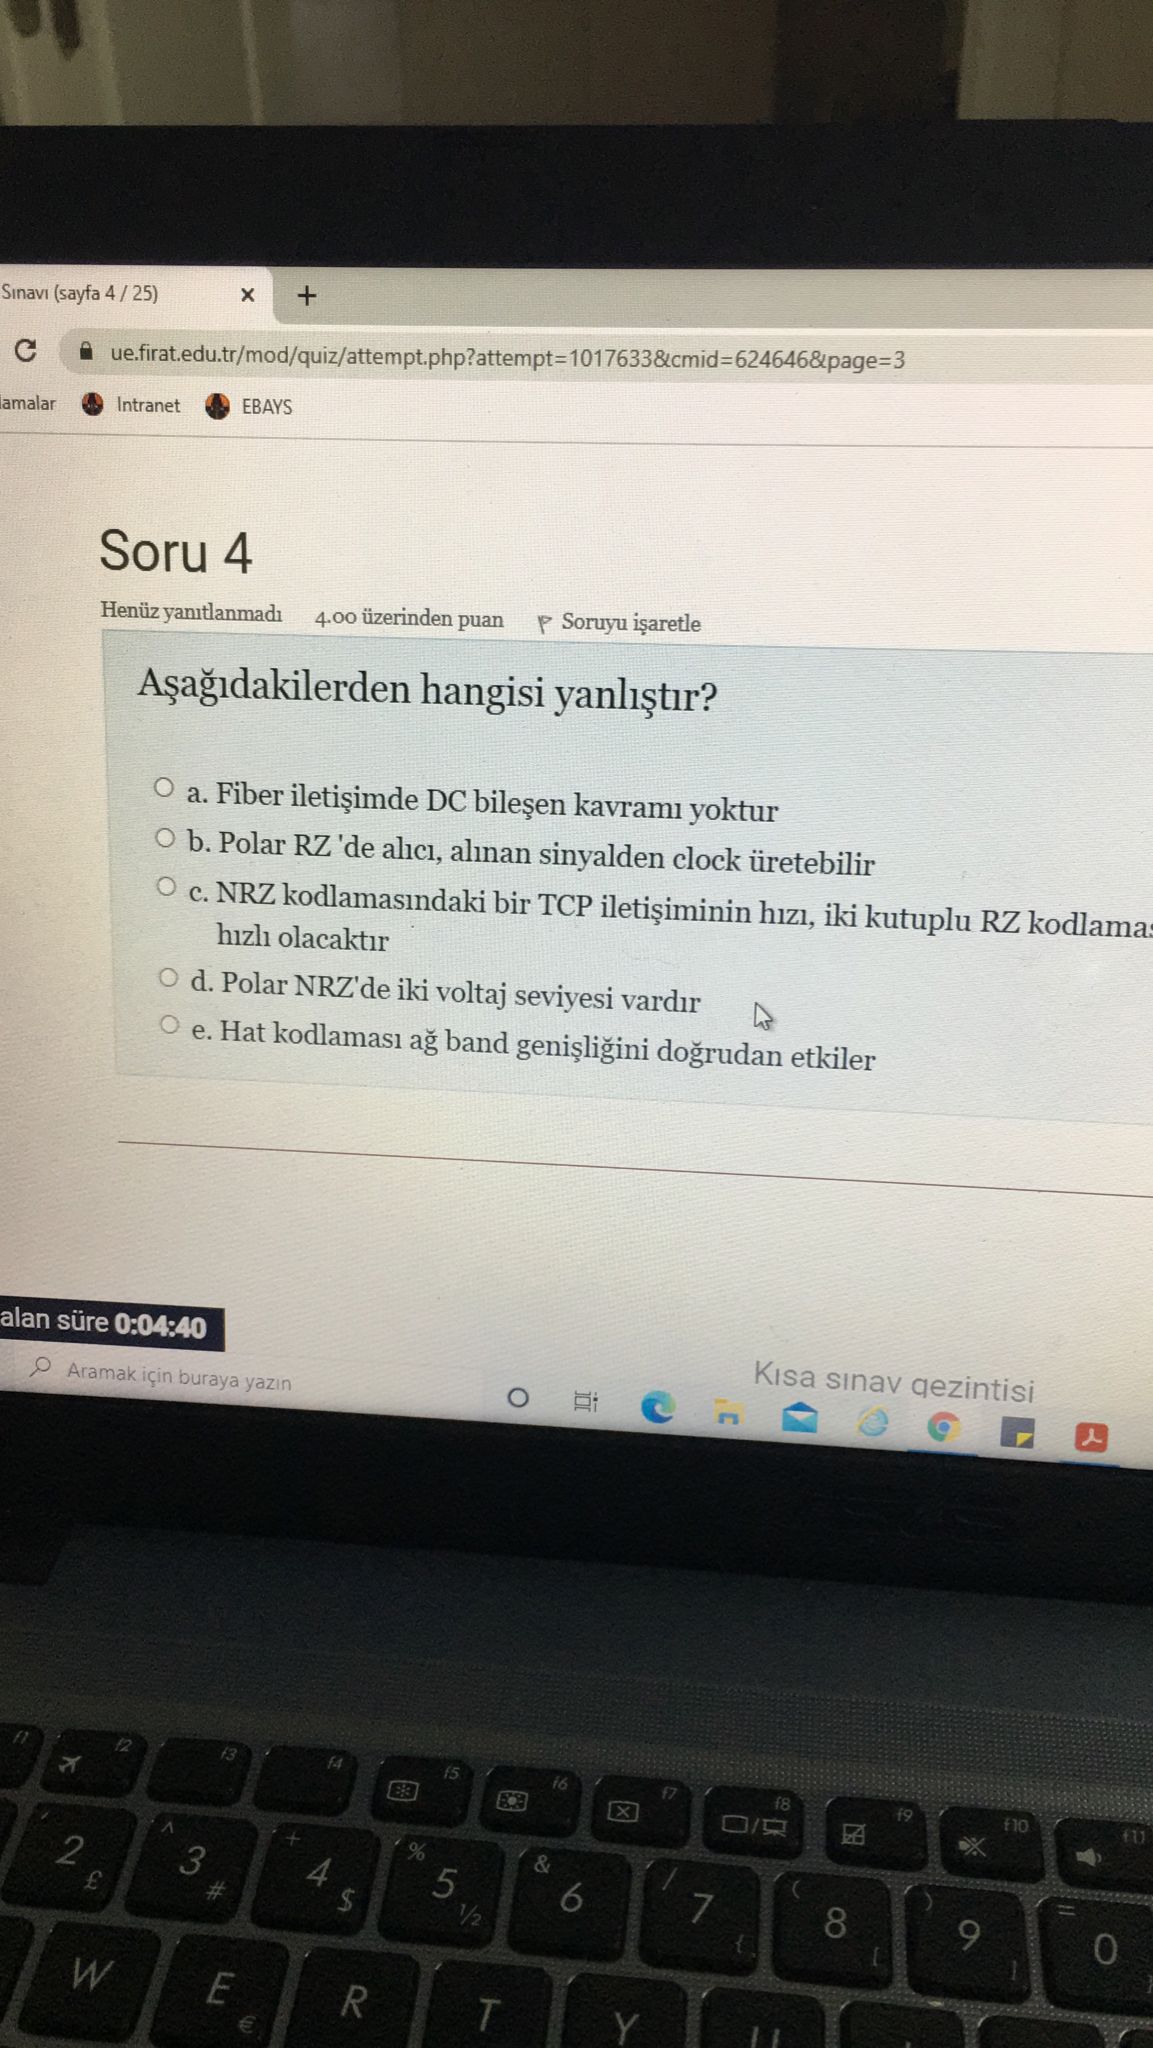 Sınavı (sayfa 4 / 25)
ue.firat.edu.tr/mod/quiz/attempt.php?attempt=1017633&cmid=624646&page=3
lamalar Intranet EBAYS
Soru 4
Henüz yanıtlanmadı 4.00 üzerinden puan Soruyu işaretle
Aşağıdakilerden hangisi yanlıştır?
a. Fiber iletişimde DC bileşen kavramı yoktur
b. Polar RZ 'de alıcı, alınan sinyalden clock üretebilir
c. NRZ kodlamasındaki bir TCP iletişiminin hızı, iki kutuplu RZ kodlamas
hızlı olacaktır
d. Polar NRZ'de iki voltaj seviyesi vardır
e. Hat kodlaması ağ band genişliğini doğrudan etkiler
alan süre 0:04:40
Kısa sınav gezintisi
Aramak için buraya yazın
f1 f2 f3 f4 f5 f6 f7 f8 f9 f10 f11
2 £ ^ 3 # + 4 $ % 5 ½ & 6 / 7 { ( 8 [ ) 9 ] = 0
W E € R T Y U